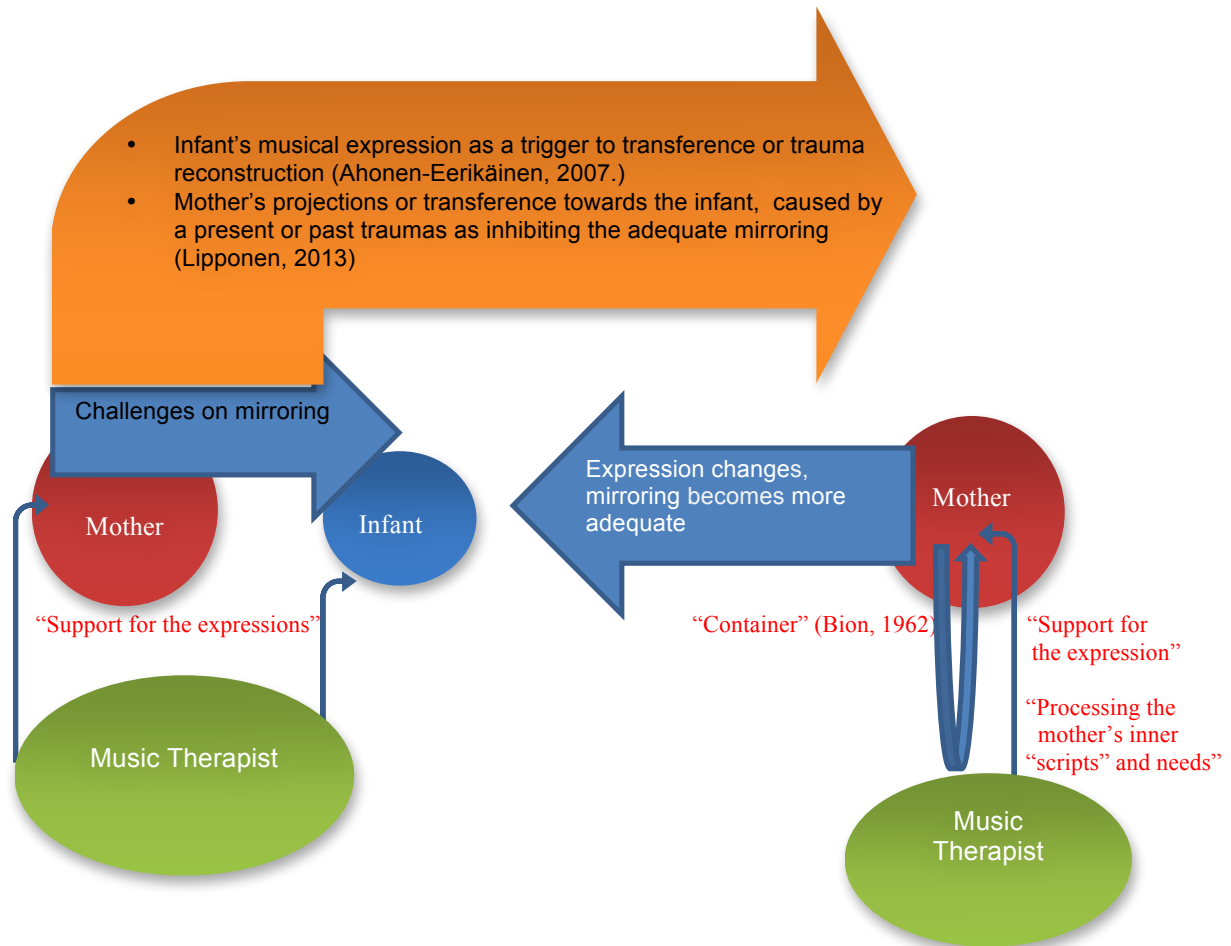 • Infant's musical expression as a trigger to transference or trauma
reconstruction (Ahonen-Eerikäinen, 2007.)
• Mother's projections or transference towards the infant,  caused by
a present or past traumas as inhibiting the adequate mirroring
(Lipponen, 2013)
Challenges on mirroring
Mother
Infant
Expression changes,
mirroring becomes more
adequate
Mother
“Support for the expressions”
“Container” (Bion, 1962)
“Support for
the expression”
“Processing the
mother’s inner
“scripts” and needs”
Music Therapist
Music
Therapist